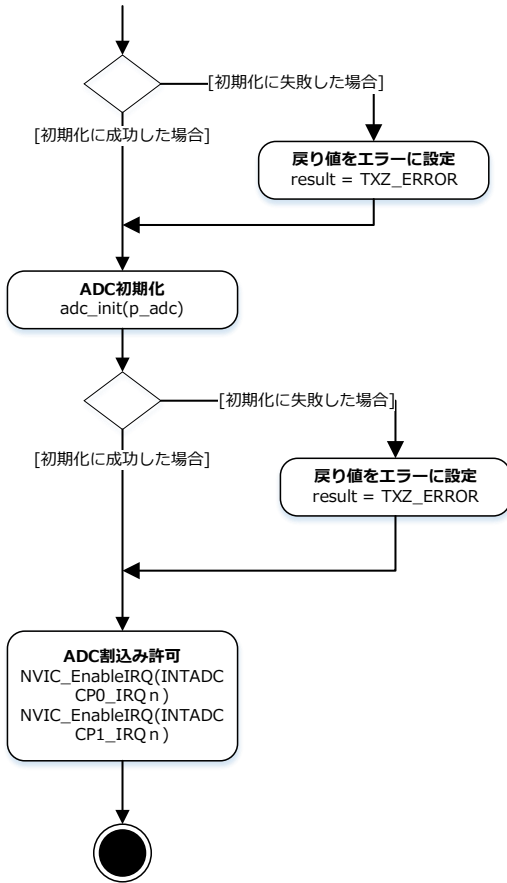 [初期化に失敗した場合]
[初期化に成功した場合]
戻り値をエラーに設定
result = TXZ_ERROR
ADC初期化
adc_init(p_adc)
[初期化に失敗した場合]
[初期化に成功した場合]
戻り値をエラーに設定
result = TXZ_ERROR
ADC割込み許可
NVIC_EnableIRQ(INTADC
CP0_IRQn)
NVIC_EnableIRQ(INTADC
CP1_IRQn)